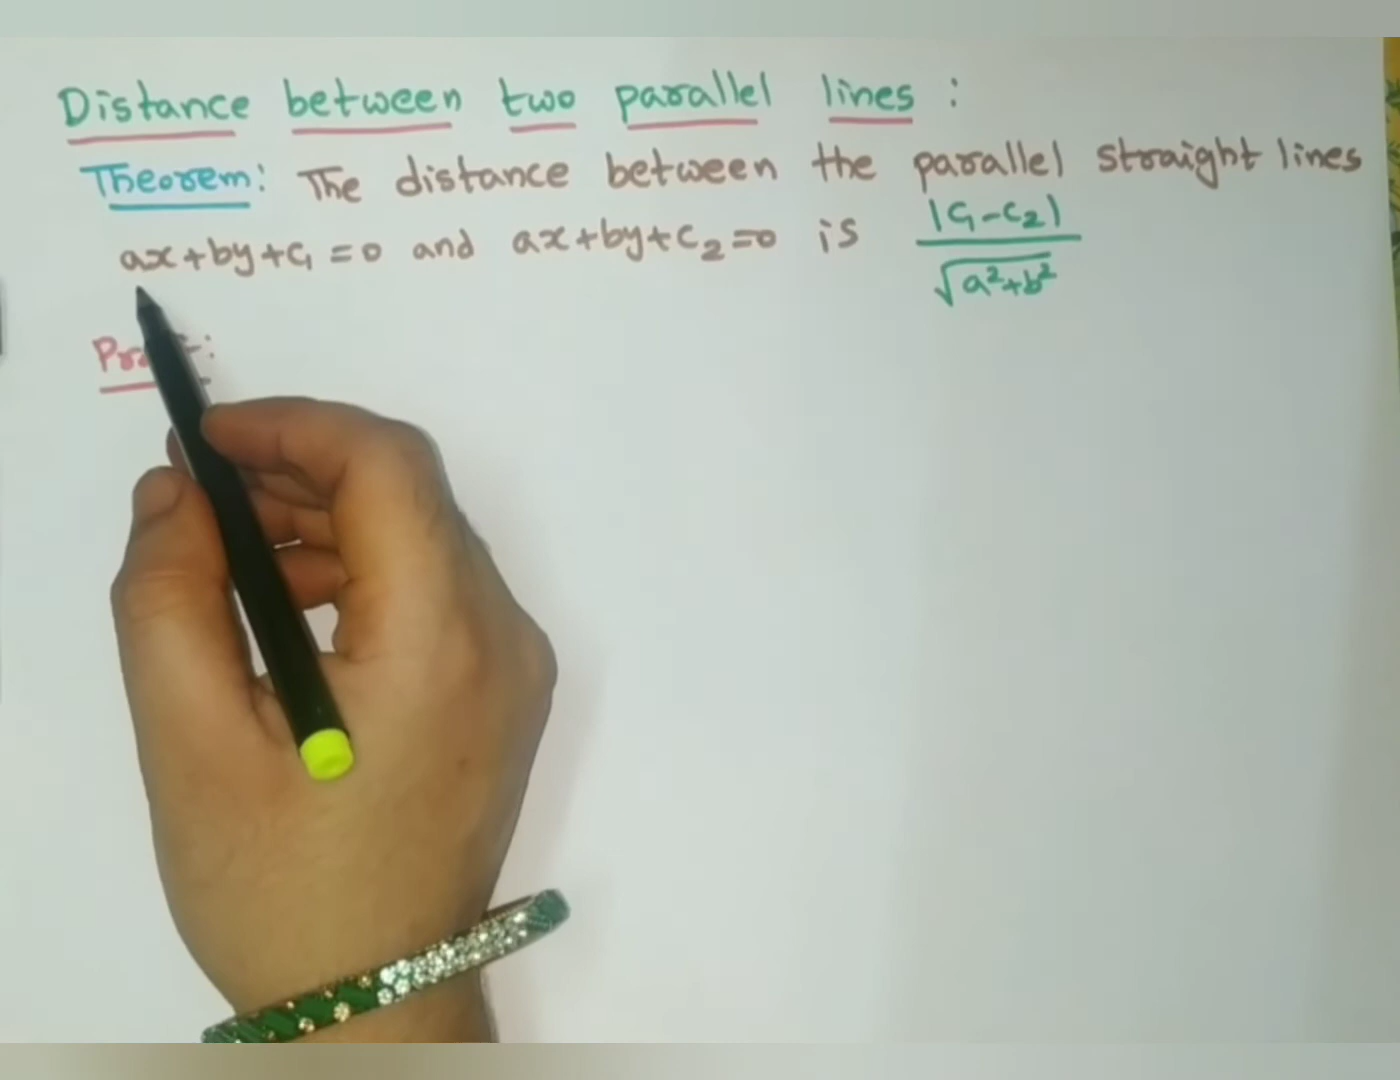 Distance between two parallel lines :
Theorem: The distance between the parallel straight lines
ax+by+c₁=0 and ax+by+c₂=0 is |c₁-c₂|
√a²+b²